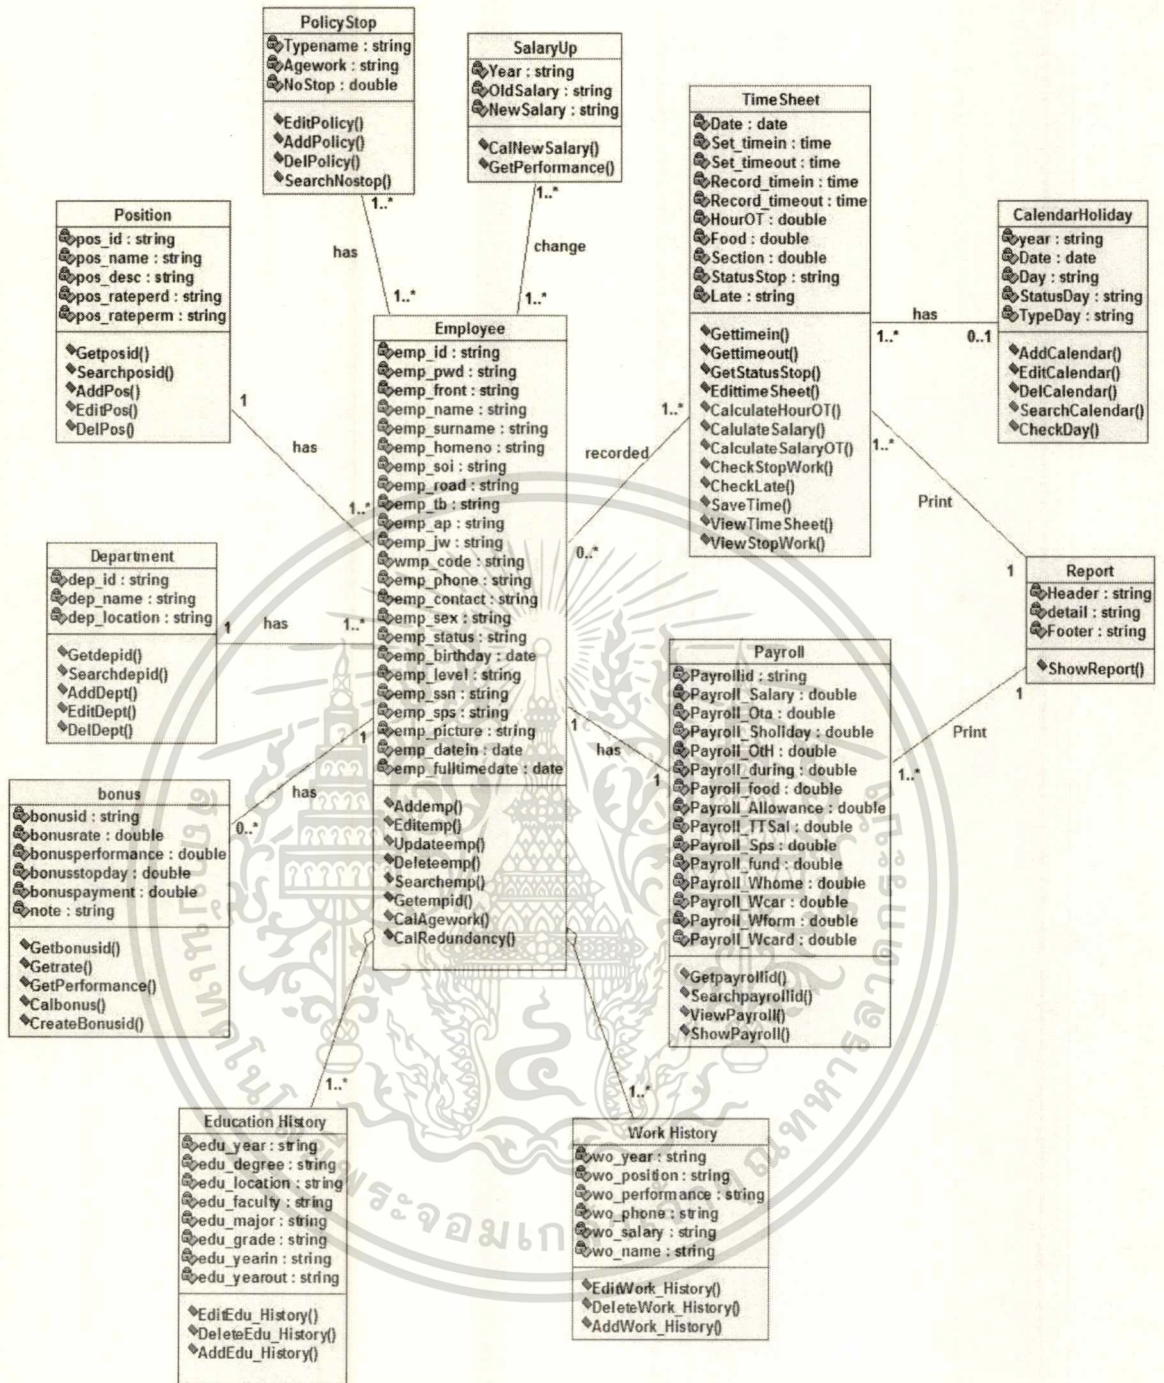 PolicyStop
Typename : string
Agework : string
NoStop : double
EditPolicy()
AddPolicy()
DelPolicy()
SearchNostop()
1..*
has
1..*
SalaryUp
Year : string
OldSalary : string
NewSalary : string
CalNewSalary()
GetPerformance()
1..*
change
1..*
TimeSheet
Date : date
Set_timein : time
Set_timeout : time
Record_timein : time
Record_timeout : time
HourOT : double
Food : double
Section : double
StatusStop : string
Late : string
Gettimein()
Gettimeout()
GetStatusStop()
EdittimeSheet()
CalculateHourOT()
CalulateSalary()
CalculateSalaryOT()
CheckStopWork()
CheckLate()
SaveTime()
ViewTimeSheet()
ViewStopWork()
has
1..*
0..1
CalendarHoliday
year : string
Date : date
Day : string
StatusDay : string
TypeDay : string
AddCalendar()
EditCalendar()
DelCalendar()
SearchCalendar()
CheckDay()
Position
pos_id : string
pos_name : string
pos_desc : string
pos_rateperd : string
pos_rateperm : string
Getposid()
Searchposid()
AddPos()
EditPos()
DelPos()
1
has
1..*
Employee
emp_id : string
emp_pwd : string
emp_front : string
emp_name : string
emp_surname : string
emp_homeno : string
emp_soi : string
emp_road : string
emp_tb : string
emp_ap : string
emp_jw : string
wmp_code : string
emp_phone : string
emp_contact : string
emp_sex : string
emp_status : string
emp_birthday : date
emp_level : string
emp_ssn : string
emp_sps : string
emp_picture : string
emp_datein : date
emp_fulltimedate : date
Addemp()
Editemp()
Updateemp()
Deleteemp()
Searchemp()
Getempid()
CalAgework()
CalRedundancy()
1..*
recorded
0..*
1..*
Print
1
Report
Header : string
detail : string
Footer : string
ShowReport()
1
Print
1..*
Department
dep_id : string
dep_name : string
dep_location : string
Getdepid()
Searchdepid()
AddDept()
EditDept()
DelDept()
1
has
1..*
Payroll
Payrollid : string
Payroll_Salary : double
Payroll_Ota : double
Payroll_Sholiday : double
Payroll_OtH : double
Payroll_during : double
Payroll_food : double
Payroll_Allowance : double
Payroll_TTSal : double
Payroll_Sps : double
Payroll_fund : double
Payroll_Whome : double
Payroll_Wcar : double
Payroll_Wform : double
Payroll_Wcard : double
Getpayrollid()
Searchpayrollid()
ViewPayroll()
ShowPayroll()
1
has
1
bonus
bonusid : string
bonusrate : double
bonusperformance : double
bonusstopday : double
bonuspayment : double
note : string
Getbonusid()
Getrate()
GetPerformance()
Calbonus()
CreateBonusid()
1
has
0..*
1..*
Education History
edu_year : string
edu_degree : string
edu_location : string
edu_faculty : string
edu_major : string
edu_grade : string
edu_yearin : string
edu_yearout : string
EditEdu_History()
DeleteEdu_History()
AddEdu_History()
1..*
Work History
wo_year : string
wo_position : string
wo_performance : string
wo_phone : string
wo_salary : string
wo_name : string
EditWork_History()
DeleteWork_History()
AddWork_History()